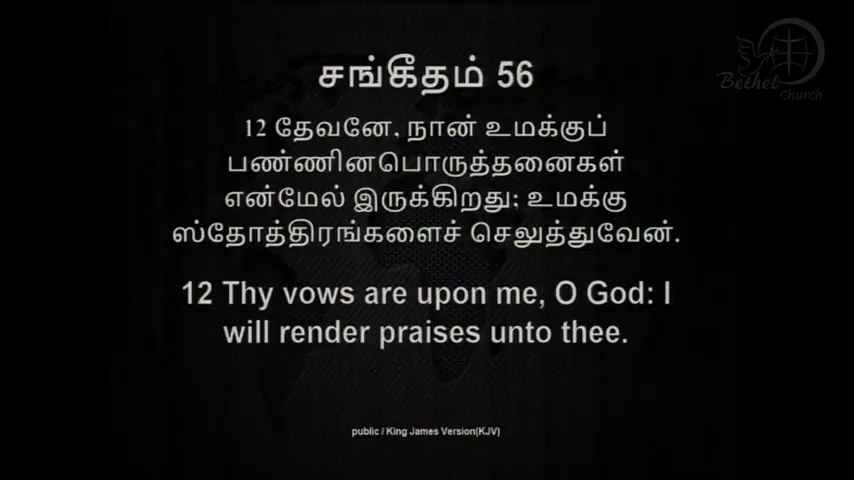 Bethel
Church
சங்கீதம் 56
12 தேவனே, நான் உமக்குப்
பண்ணினபொருத்தனைகள்
என்மேல் இருக்கிறது; உமக்கு
ஸ்தோத்திரங்களைச் செலுத்துவேன்.
12 Thy vows are upon me, O God: I
will render praises unto thee.
public / King James Version(KJV)